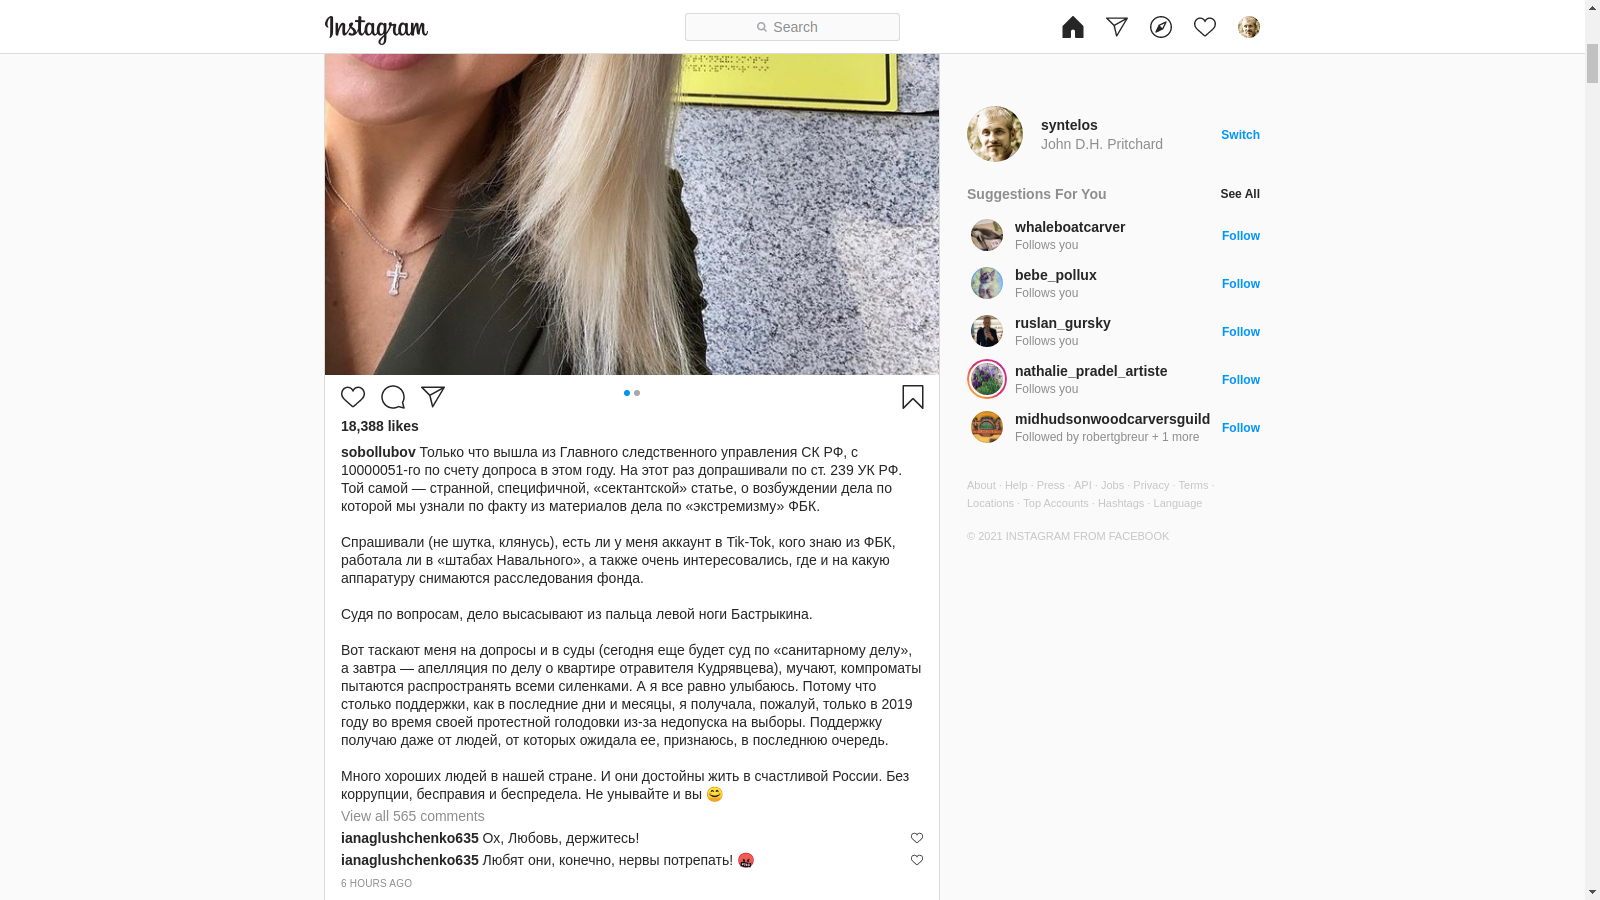 Instagram
Search
syntelos
John D.H. Pritchard
Switch
Suggestions For You
See All
whaleboatcarver
Follows you
Follow
bebe_pollux
Follows you
Follow
ruslan_gursky
Follows you
Follow
nathalie_pradel_artiste
Follows you
Follow
midhudsonwoodcarversguild
Followed by robertgbreur + 1 more
Follow
About · Help · Press · API · Jobs · Privacy · Terms ·
Locations · Top Accounts · Hashtags · Language
© 2021 INSTAGRAM FROM FACEBOOK
18,388 likes
sobollubov Только что вышла из Главного следственного управления СК РФ, с
10000051-го по счету допроса в этом году. На этот раз допрашивали по ст. 239 УК РФ.
Той самой — странной, специфичной, «сектантской» статье, о возбуждении дела по
которой мы узнали по факту из материалов дела по «экстремизму» ФБК.
Спрашивали (не шутка, клянусь), есть ли у меня аккаунт в Tik-Tok, кого знаю из ФБК,
работала ли в «штабах Навального», а также очень интересовались, где и на какую
аппаратуру снимаются расследования фонда.
Судя по вопросам, дело высасывают из пальца левой ноги Бастрыкина.
Вот таскают меня на допросы и в суды (сегодня еще будет суд по «санитарному делу»,
а завтра — апелляция по делу о квартире отравителя Кудрявцева), мучают, компроматы
пытаются распространять всеми силенками. А я все равно улыбаюсь. Потому что
столько поддержки, как в последние дни и месяцы, я получала, пожалуй, только в 2019
году во время своей протестной голодовки из-за недопуска на выборы. Поддержку
получаю даже от людей, от которых ожидала ее, признаюсь, в последнюю очередь.
Много хороших людей в нашей стране. И они достойны жить в счастливой России. Без
коррупции, бесправия и беспредела. Не унывайте и вы 😊
View all 565 comments
ianaglushchenko635 Ох, Любовь, держитесь!
ianaglushchenko635 Любят они, конечно, нервы потрепать! 🤬
6 HOURS AGO